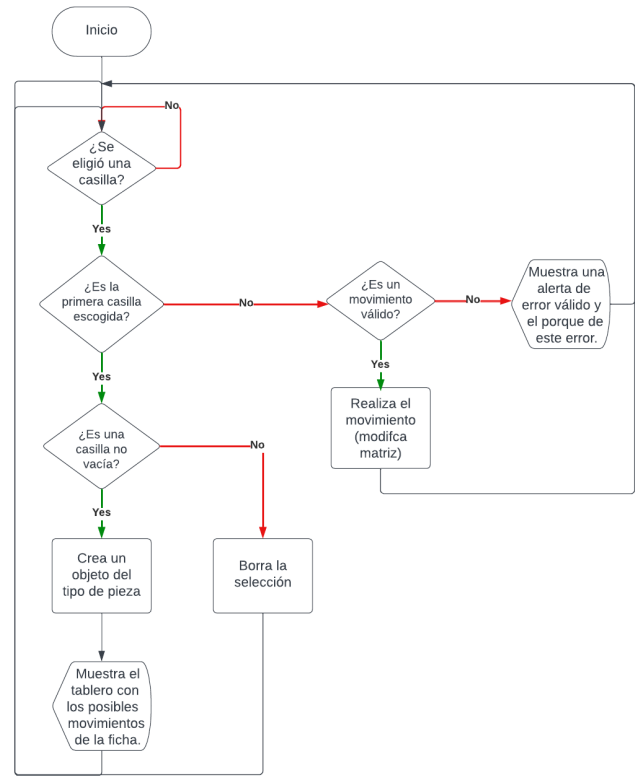 Inicio
No
¿Se
eligió una
casilla?
Yes
¿Es la
primera casilla
escogida?
No
¿Es un
movimiento
válido?
No
Muestra una
alerta de
error válido y
el porque de
este error.
Yes
Yes
Realiza el
movimiento
(modifca
matriz)
¿Es una
casilla no
vacía?
No
Yes
Crea un
objeto del
tipo de pieza
Borra la
selección
Muestra el
tablero con
los posibles
movimientos
de la ficha.